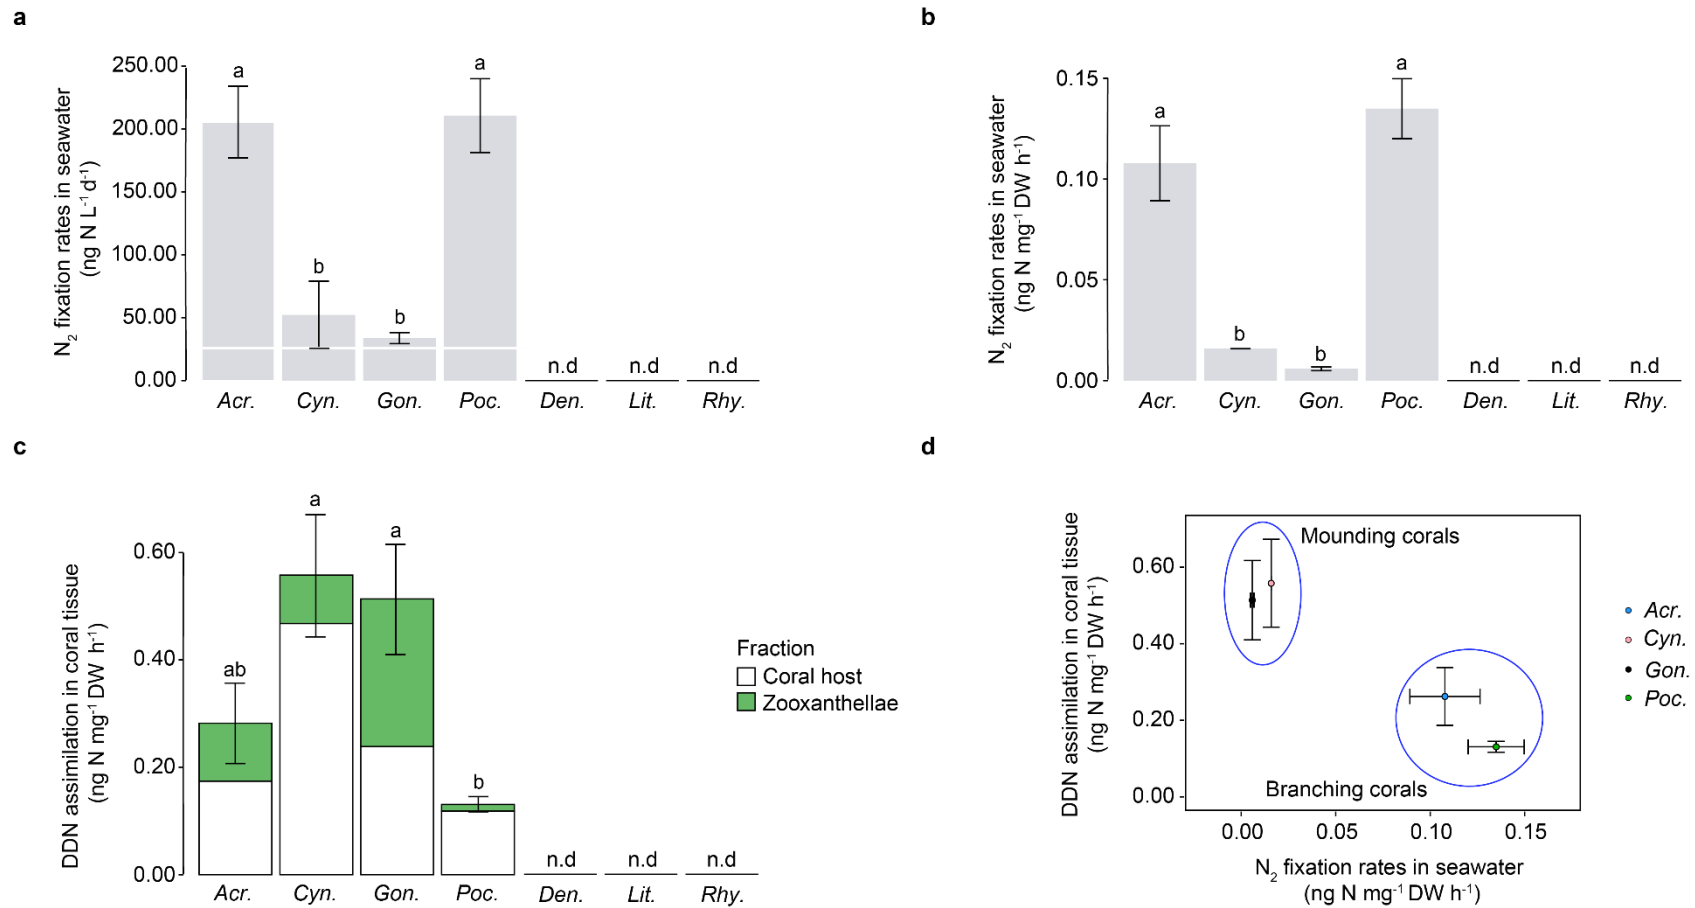 a
N₂ fixation rates in seawater
(ng N L⁻¹ d⁻¹)
250.00
200.00
150.00
100.00
50.00
0.00
a
b
b
a
n.d
n.d
n.d
Acr.
Cyn.
Gon.
Poc.
Den.
Lit.
Rhy.
b
N₂ fixation rates in seawater
(ng N mg⁻¹ DW h⁻¹)
0.15
0.10
0.05
0.00
a
b
b
a
n.d
n.d
n.d
Acr.
Cyn.
Gon.
Poc.
Den.
Lit.
Rhy.
c
DDN assimilation in coral tissue
(ng N mg⁻¹ DW h⁻¹)
0.60
0.40
0.20
0.00
ab
a
a
b
n.d
n.d
n.d
Acr.
Cyn.
Gon.
Poc.
Den.
Lit.
Rhy.
Fraction
Coral host
Zooxanthellae
d
DDN assimilation in coral tissue
(ng N mg⁻¹ DW h⁻¹)
0.60
0.40
0.20
0.00
Mounding corals
Branching corals
0.00
0.05
0.10
0.15
N₂ fixation rates in seawater
(ng N mg⁻¹ DW h⁻¹)
Acr.
Cyn.
Gon.
Poc.